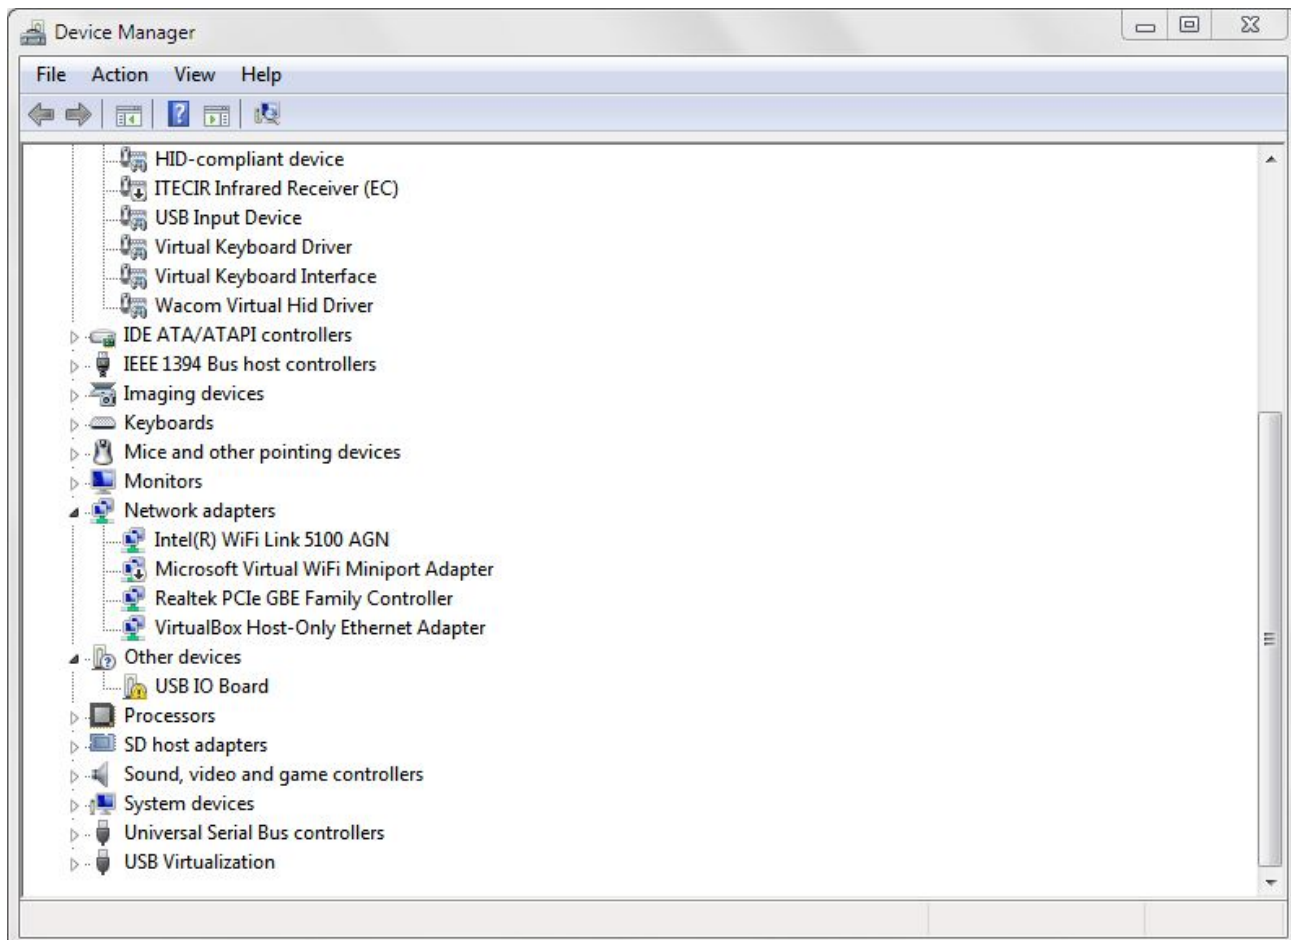 Device Manager
File Action View Help
HID-compliant device
ITECIR Infrared Receiver (EC)
USB Input Device
Virtual Keyboard Driver
Virtual Keyboard Interface
Wacom Virtual Hid Driver
IDE ATA/ATAPI controllers
IEEE 1394 Bus host controllers
Imaging devices
Keyboards
Mice and other pointing devices
Monitors
Network adapters
Intel(R) WiFi Link 5100 AGN
Microsoft Virtual WiFi Miniport Adapter
Realtek PCIe GBE Family Controller
VirtualBox Host-Only Ethernet Adapter
Other devices
USB IO Board
Processors
SD host adapters
Sound, video and game controllers
System devices
Universal Serial Bus controllers
USB Virtualization